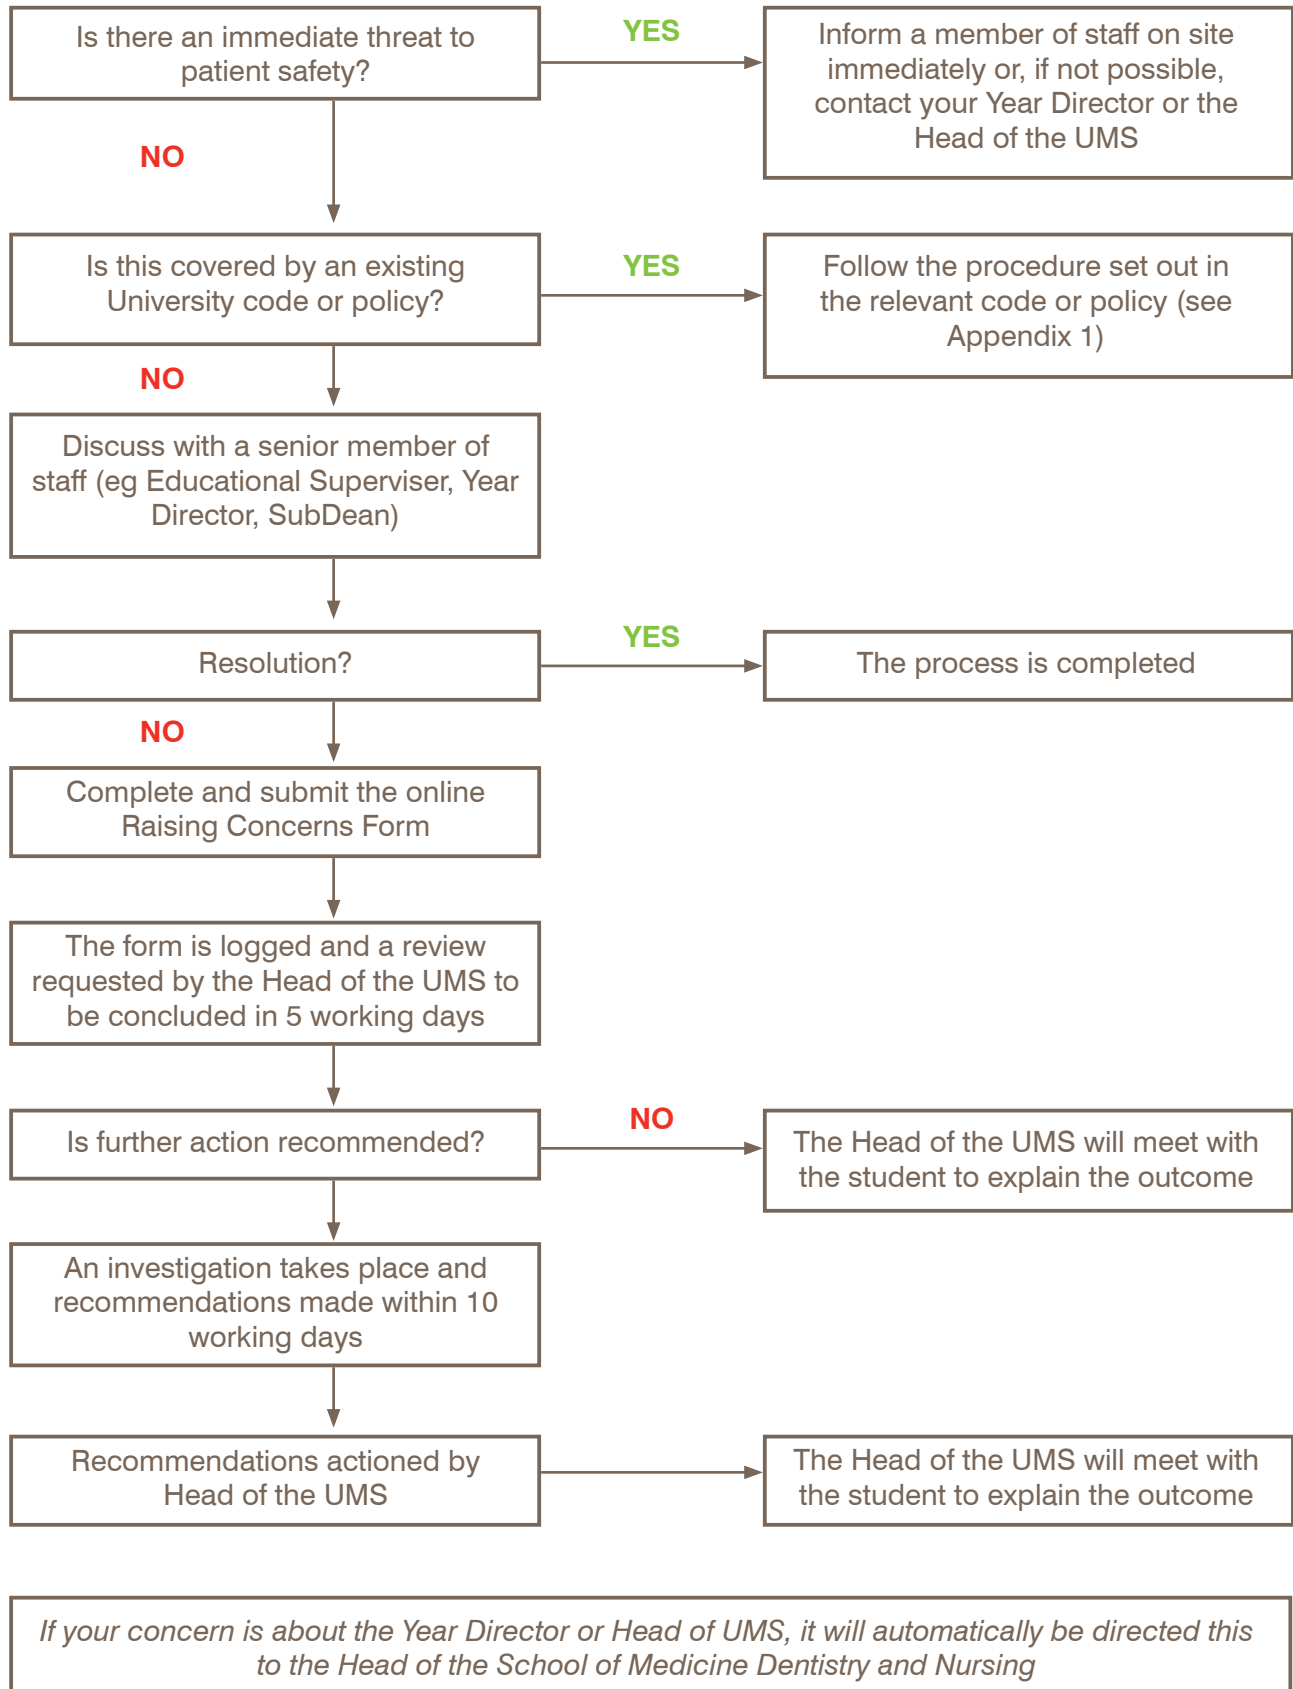 Is there an immediate threat to
patient safety?
YES
Inform a member of staff on site
immediately or, if not possible,
contact your Year Director or the
Head of the UMS
NO
Is this covered by an existing
University code or policy?
YES
Follow the procedure set out in
the relevant code or policy (see
Appendix 1)
NO
Discuss with a senior member of
staff (eg Educational Superviser, Year
Director, SubDean)
Resolution?
YES
The process is completed
NO
Complete and submit the online
Raising Concerns Form
The form is logged and a review
requested by the Head of the UMS to
be concluded in 5 working days
Is further action recommended?
NO
The Head of the UMS will meet with
the student to explain the outcome
An investigation takes place and
recommendations made within 10
working days
Recommendations actioned by
Head of the UMS
The Head of the UMS will meet with
the student to explain the outcome
If your concern is about the Year Director or Head of UMS, it will automatically be directed this
to the Head of the School of Medicine Dentistry and Nursing